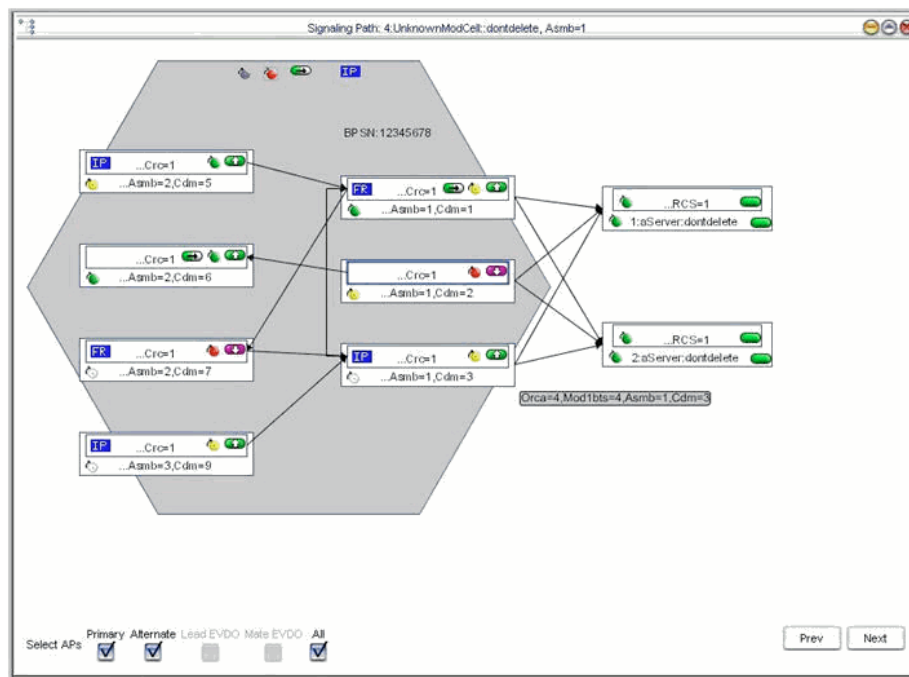 Signaling Path: 4:UnknownModCell::dontdelete, Asmb=1
IP
BPSN:12345678
IP ...Crc=1
...Asmb=2,Cdm=5
FR ...Crc=1
...Asmb=1,Cdm=1
...RCS=1
1:aServer:dontdelete
...Crc=1
...Asmb=2,Cdm=6
...Crc=1
...Asmb=1,Cdm=2
FR ...Crc=1
...Asmb=2,Cdm=7
IP ...Crc=1
...Asmb=1,Cdm=3
...RCS=1
2:aServer:dontdelete
Orca=4,Mod1bts=4,Asmb=1,Cdm=3
IP ...Crc=1
...Asmb=3,Cdm=9
Select APs Primary Alternate Lead EVDO Mate EVDO All
Prev Next